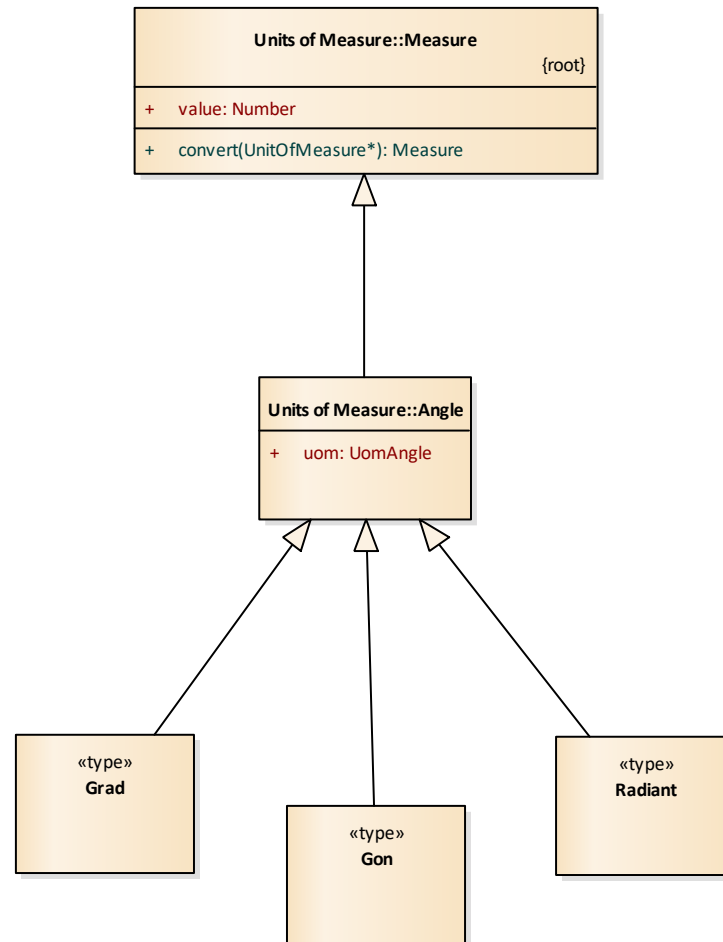 Units of Measure::Measure
{root}
+ value: Number
+ convert(UnitOfMeasure*): Measure
Units of Measure::Angle
+ uom: UomAngle
«type»
Grad
«type»
Gon
«type»
Radiant